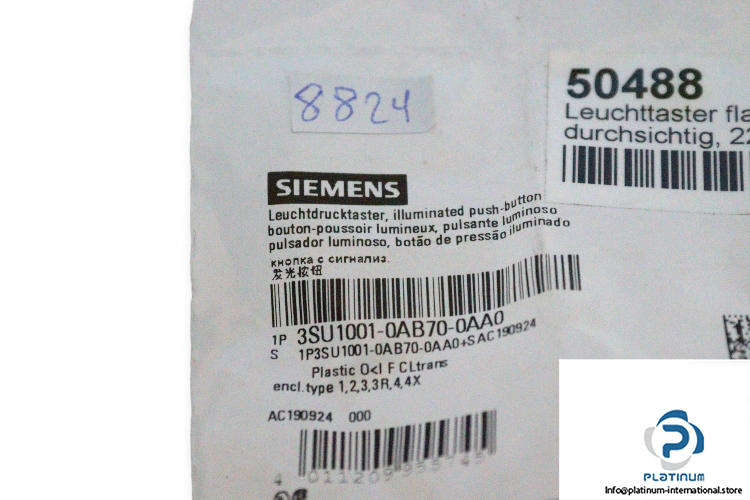 8824
50488
Leuchttaster fla
durchsichtig, 22
SIEMENS
Leuchtdrucktaster, illuminated push-button
bouton-poussoir lumineux, pulsante luminoso
pulsador luminoso, botão de pressão iluminado
кнопка с сигнализ.
发光按钮
1P 3SU1001-0AB70-0AA0
S 1P3SU1001-0AB70-0AA0+SAC190924
Plastic O<I F CLtrans
encl.type 1,2,3,3R,4,4X
AC190924 000
PLATINUM
Info@platinum-international.store